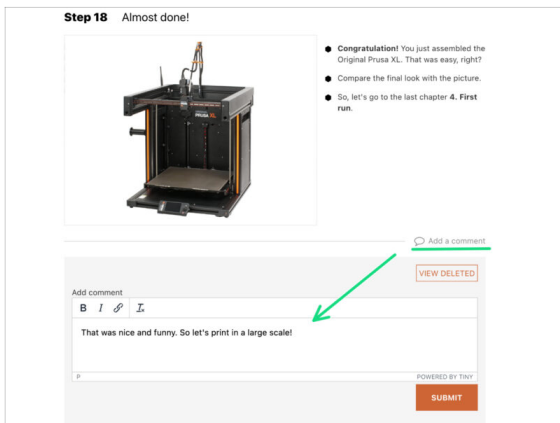 Step 18 Almost done!
Congratulation! You just assembled the
Original Prusa XL. That was easy, right?
Compare the final look with the picture.
So, let's go to the last chapter 4. First
run.
PRUSA XL
Add a comment
VIEW DELETED
Add comment
B I
That was nice and funny. So let's print in a large scale!
P
POWERED BY TINY
SUBMIT